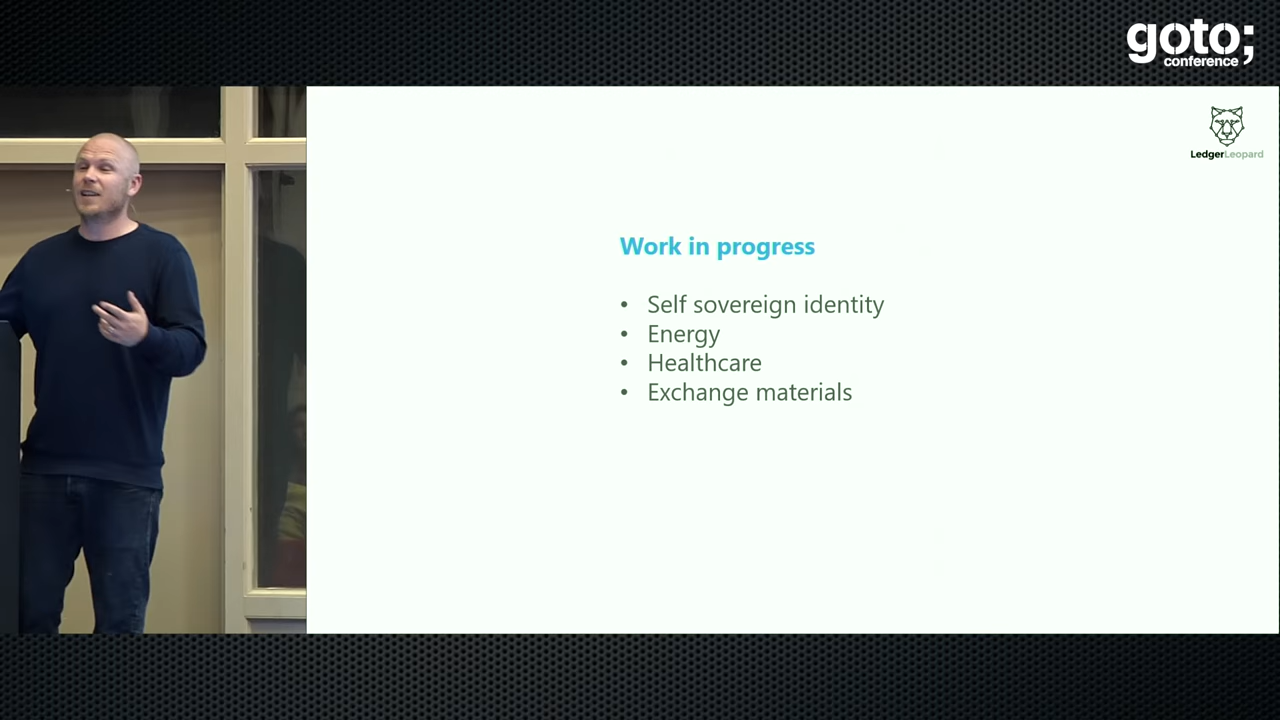 goto;
conference
LedgerLeopard
Work in progress
• Self sovereign identity
• Energy
• Healthcare
• Exchange materials